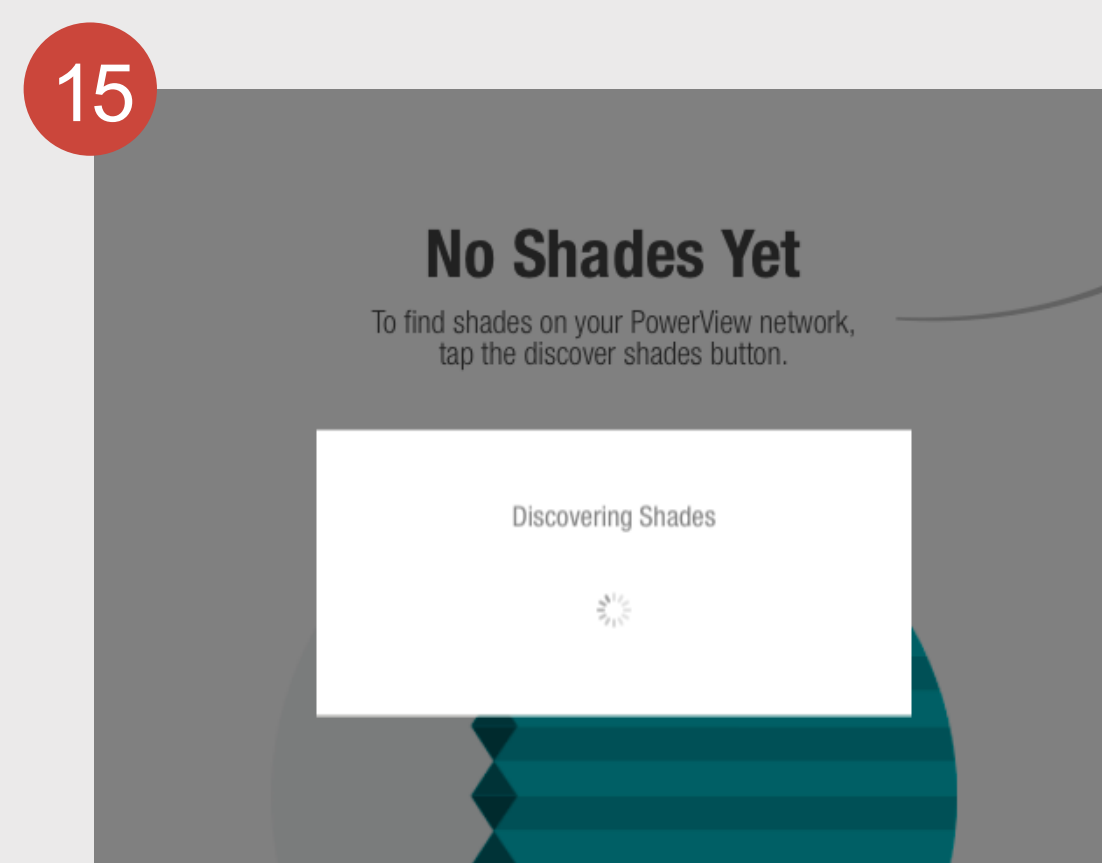 15
No Shades Yet
To find shades on your PowerView network,
tap the discover shades button.
Discovering Shades